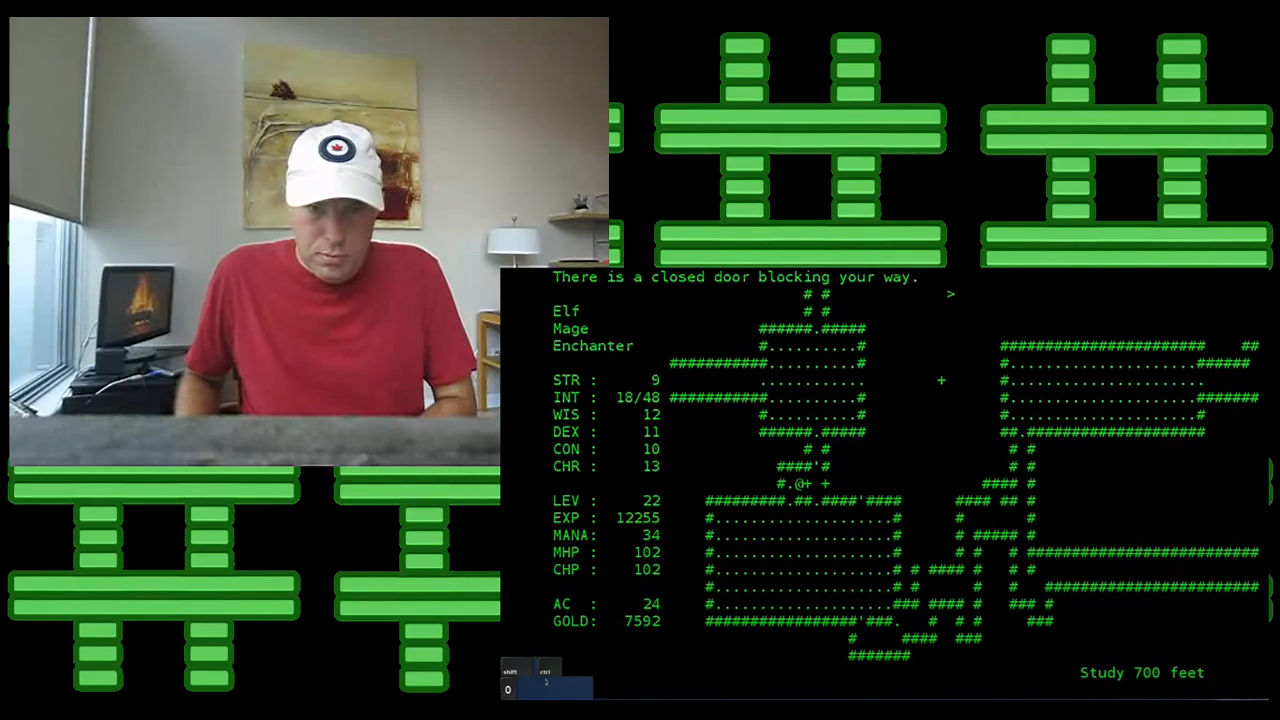 There is a closed door blocking your way.
# # >
Elf # #
Mage ######.#####
Enchanter #..........# ####################### ##
###########..........# #.....................######
STR : 9 ............ + #......................
INT : 18/48 ###########..........# #.....................#######
WIS : 12 #..........# #.....................#
DEX : 11 ######.##### ##.#####################
CON : 10 # # # #
CHR : 13 ####'# # #
#.@+ + #### #
LEV : 22 #########.##.####'#### #### ## #
EXP : 12255 #....................# # #
MANA: 34 #....................# # ##### #
MHP : 102 #....................# # # # ###########################
CHP : 102 #....................# # #### # # #
#....................# # # # #########################
AC : 24 #....................### #### # ### #
GOLD: 7592 #################'###. # # # ###
# #### ###
#######
Study 700 feet
shift ctrl
0